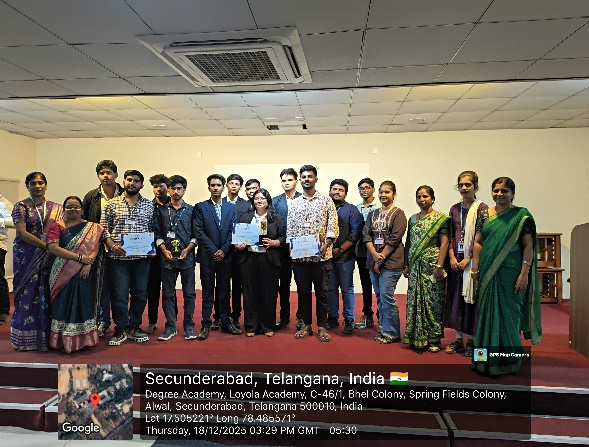 GPS Map Camera
Secunderabad, Telangana, India 🇮🇳
Degree Academy, Loyola Academy, C-46/1, Bhel Colony, Spring Fields Colony,
Alwal, Secunderabad, Telangana 500010, India
Lat 17.505221° Long 78.485571°
Thursday, 18/12/2025 03:29 PM GMT +05:30
Google